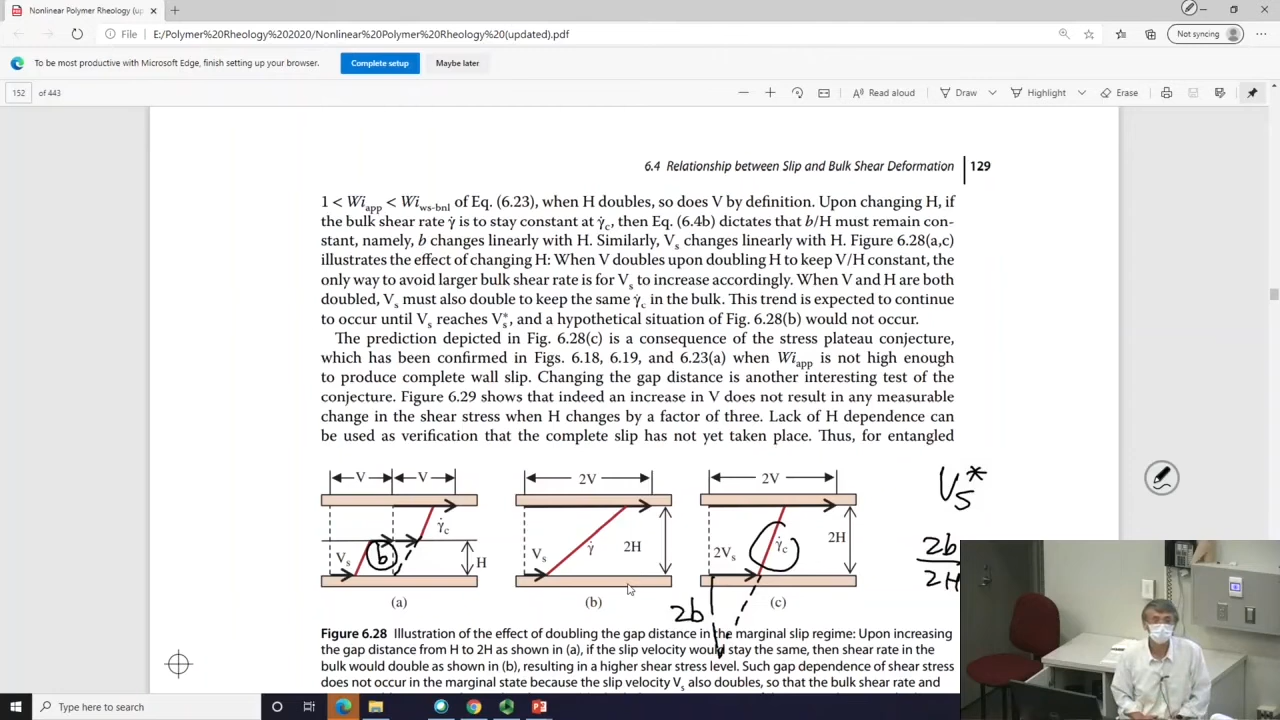 Nonlinear Polymer Rheology (up
File
E:/Polymer%20Rheology%202020/Nonlinear%20Polymer%20Rheology%20(updated).pdf
Not syncing
To be most productive with Microsoft Edge, finish setting up your browser.
Complete setup
Maybe later
152 of 443
Read aloud
Draw
Highlight
Erase
6.4 Relationship between Slip and Bulk Shear Deformation 129
1 < Wi_app < Wi_ws-bnl of Eq. (6.23), when H doubles, so does V by definition. Upon changing H, if
the bulk shear rate γ̇ is to stay constant at γ̇_c, then Eq. (6.4b) dictates that b/H must remain con-
stant, namely, b changes linearly with H. Similarly, V_s changes linearly with H. Figure 6.28(a,c)
illustrates the effect of changing H: When V doubles upon doubling H to keep V/H constant, the
only way to avoid larger bulk shear rate is for V_s to increase accordingly. When V and H are both
doubled, V_s must also double to keep the same γ̇_c in the bulk. This trend is expected to continue
to occur until V_s reaches V_s*, and a hypothetical situation of Fig. 6.28(b) would not occur.
The prediction depicted in Fig. 6.28(c) is a consequence of the stress plateau conjecture,
which has been confirmed in Figs. 6.18, 6.19, and 6.23(a) when Wi_app is not high enough
to produce complete wall slip. Changing the gap distance is another interesting test of the
conjecture. Figure 6.29 shows that indeed an increase in V does not result in any measurable
change in the shear stress when H changes by a factor of three. Lack of H dependence can
be used as verification that the complete slip has not yet taken place. Thus, for entangled
V V
γ̇_c
b
V_s
H
(a)
2V
V_s
γ̇
2H
(b)
2V
2V_s
γ̇_c
2H
2b
(c)
V_s*
2b
2H
Figure 6.28 Illustration of the effect of doubling the gap distance in the marginal slip regime: Upon increasing
the gap distance from H to 2H as shown in (a), if the slip velocity would stay the same, then shear rate in the
bulk would double as shown in (b), resulting in a higher shear stress level. Such gap dependence of shear stress
does not occur in the marginal state because the slip velocity V_s also doubles, so that the bulk shear rate and
Type here to search